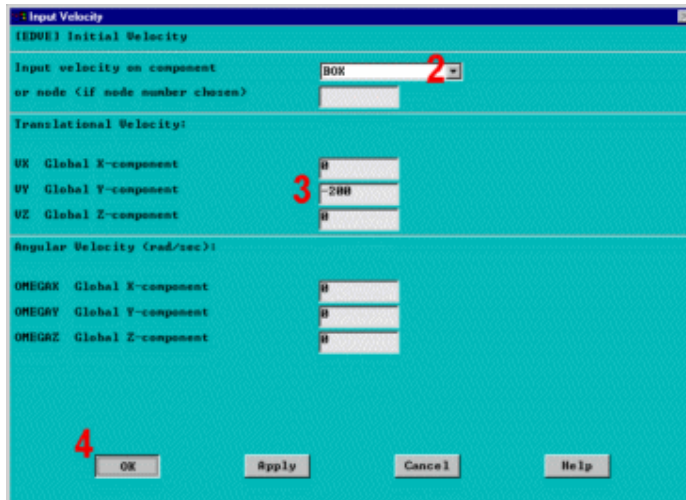 Input Velocity
[EDVE] Initial Velocity
Input velocity on component BOX 2
or node (if node number chosen)
Translational Velocity:
VX Global X-component 0
VY Global Y-component 3 -200
VZ Global Z-component 0
Angular Velocity (rad/sec):
OMEGAX Global X-component 0
OMEGAY Global Y-component 0
OMEGAZ Global Z-component 0
4
OK Apply Cancel Help